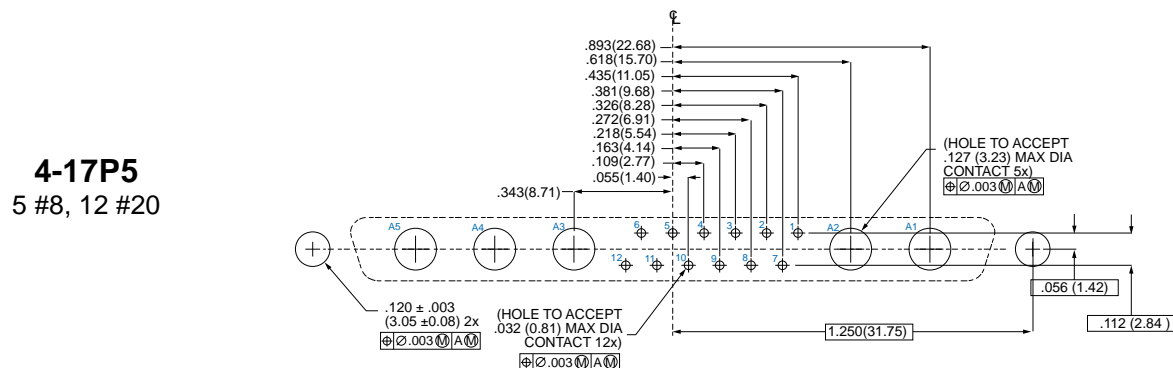 ℄
.893(22.68)
.618(15.70)
.435(11.05)
.381(9.68)
.326(8.28)
.272(6.91)
.218(5.54)
.163(4.14)
.109(2.77)
.055(1.40)
.343(8.71)
(HOLE TO ACCEPT
.127 (3.23) MAX DIA
CONTACT 5x)
⌖ ∅.003 Ⓜ A Ⓜ
4-17P5
5 #8, 12 #20
A5 A4 A3 6 5 4 3 2 1 A2 A1
12 11 10 9 8 7
.120 ± .003
(3.05 ±0.08) 2x
⌖ ∅.003 Ⓜ A Ⓜ
(HOLE TO ACCEPT
.032 (0.81) MAX DIA
CONTACT 12x)
⌖ ∅.003 Ⓜ A Ⓜ
1.250(31.75)
.056 (1.42)
.112 (2.84 )